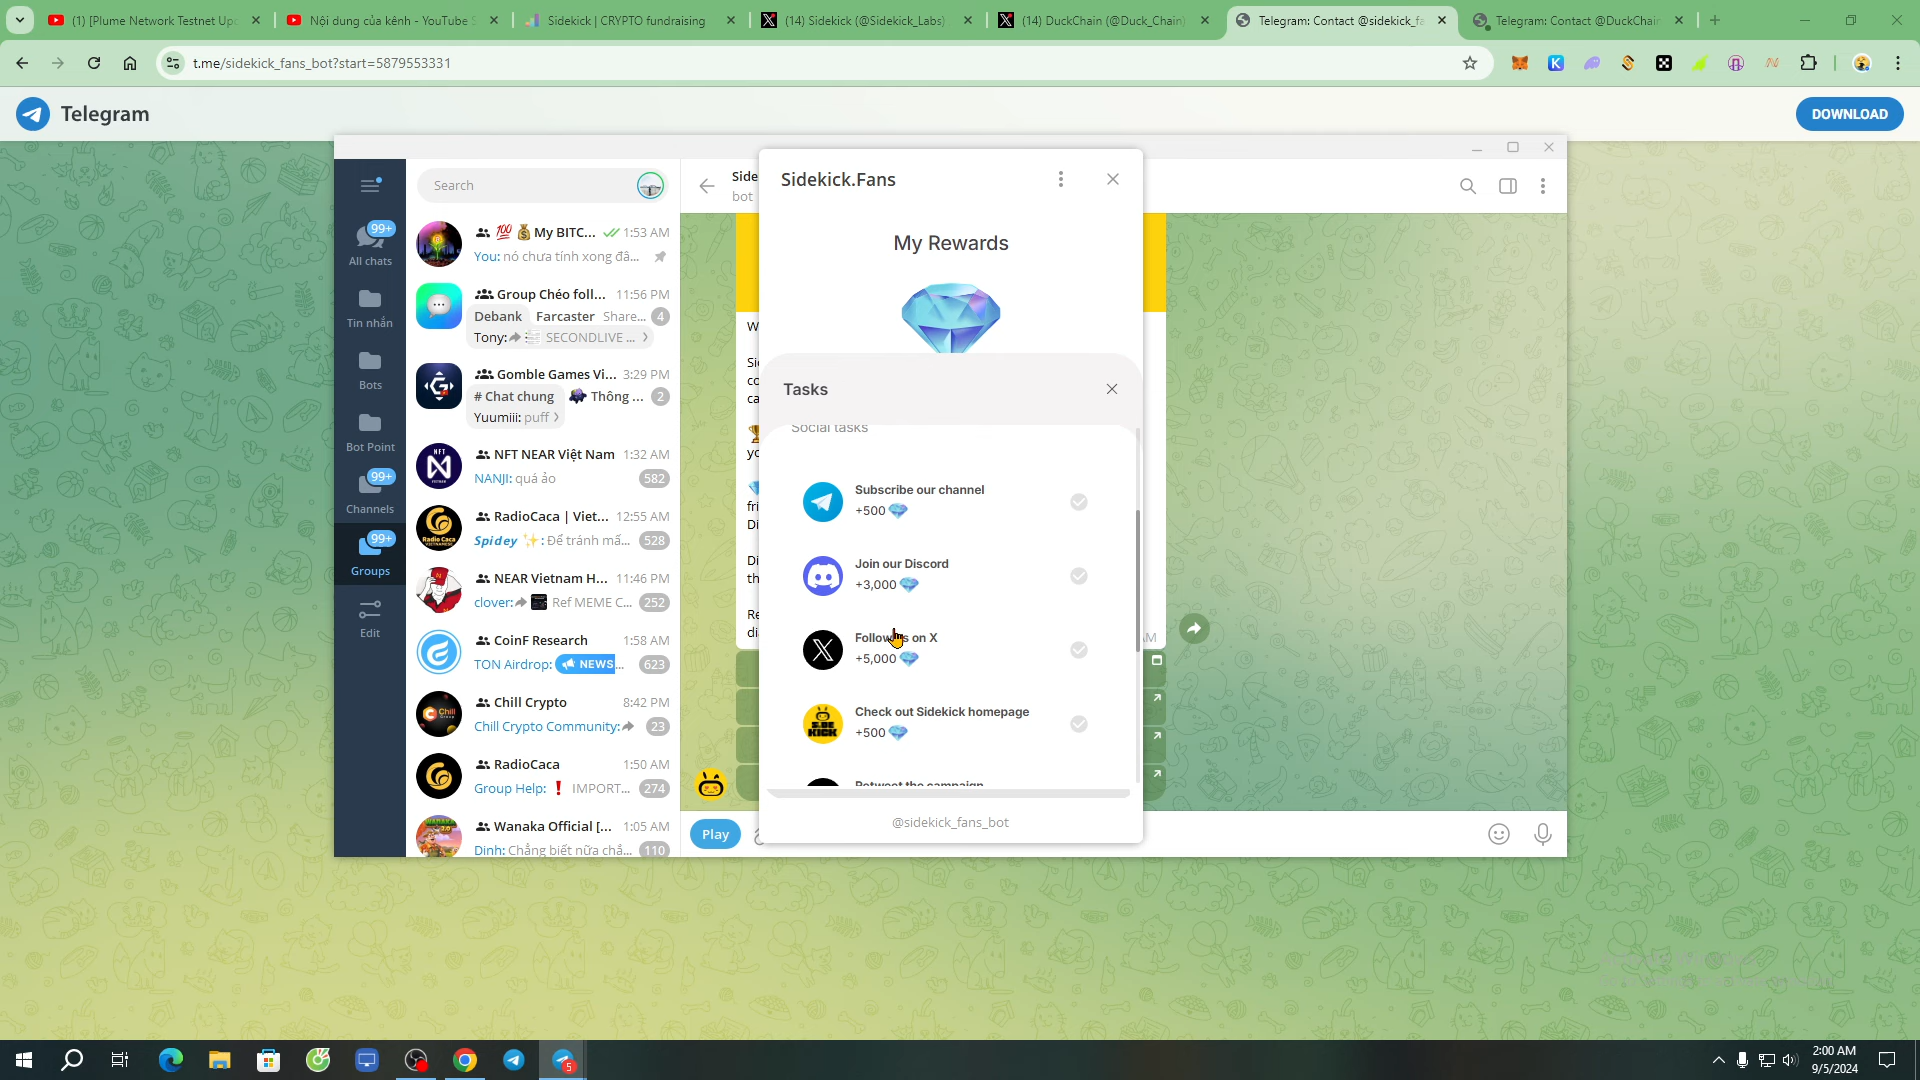 (1) [Plume Network Testnet Up
Nội dung của kênh - YouTube S
Sidekick | CRYPTO fundraising
(14) Sidekick (@Sidekick_Labs)
(14) DuckChain (@Duck_Chain)
Telegram: Contact @sidekick_fa
Telegram: Contact @DuckChain
t.me/sidekick_fans_bot?start=5879553331
Telegram
DOWNLOAD
99+
All chats
Tin nhắn
Bots
Bot Point
99+
Channels
99+
Groups
Edit
Search
My BITC... 1:53 AM
You: nó chưa tính xong đâ...
Group Chéo foll... 11:56 PM
Debank Farcaster Share... 4
Tony: SECONDLIVE ...
Gomble Games Vi... 3:29 PM
# Chat chung Thông ... 2
Yuumiii: puff
NFT NEAR Việt Nam 1:32 AM
NANJI: quá ảo 582
RadioCaca | Viet... 12:55 AM
Spidey ✨: Để tránh mấ... 528
NEAR Vietnam H... 11:46 PM
clover: Ref MEME C... 252
CoinF Research 1:58 AM
TON Airdrop: NEWS... 623
Chill Crypto 8:42 PM
Chill Crypto Community: 23
RadioCaca 1:50 AM
Group Help: ❗ IMPORT... 274
Wanaka Official [... 1:05 AM
Dinh: Chẳng biết nữa chắ... 110
Side
bot
Sidekick.Fans
My Rewards
Tasks
Social tasks
Subscribe our channel
+500
Join our Discord
+3,000
Follow us on X
+5,000
Check out Sidekick homepage
+500
Retweet the campaign
@sidekick_fans_bot
Play
2:00 AM
9/5/2024